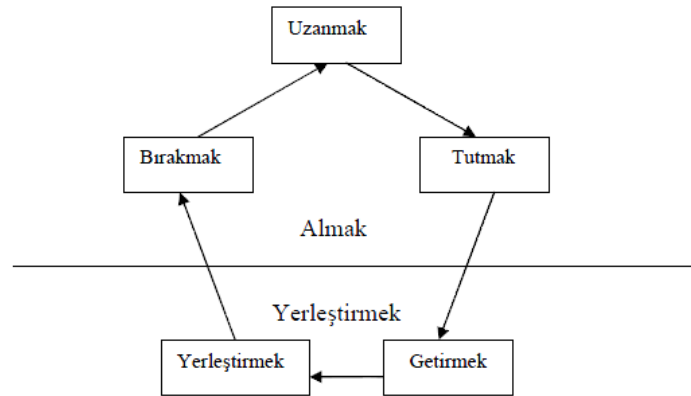 Uzanmak
Bırakmak
Tutmak
Almak
Yerleştirmek
Yerleştirmek
Getirmek